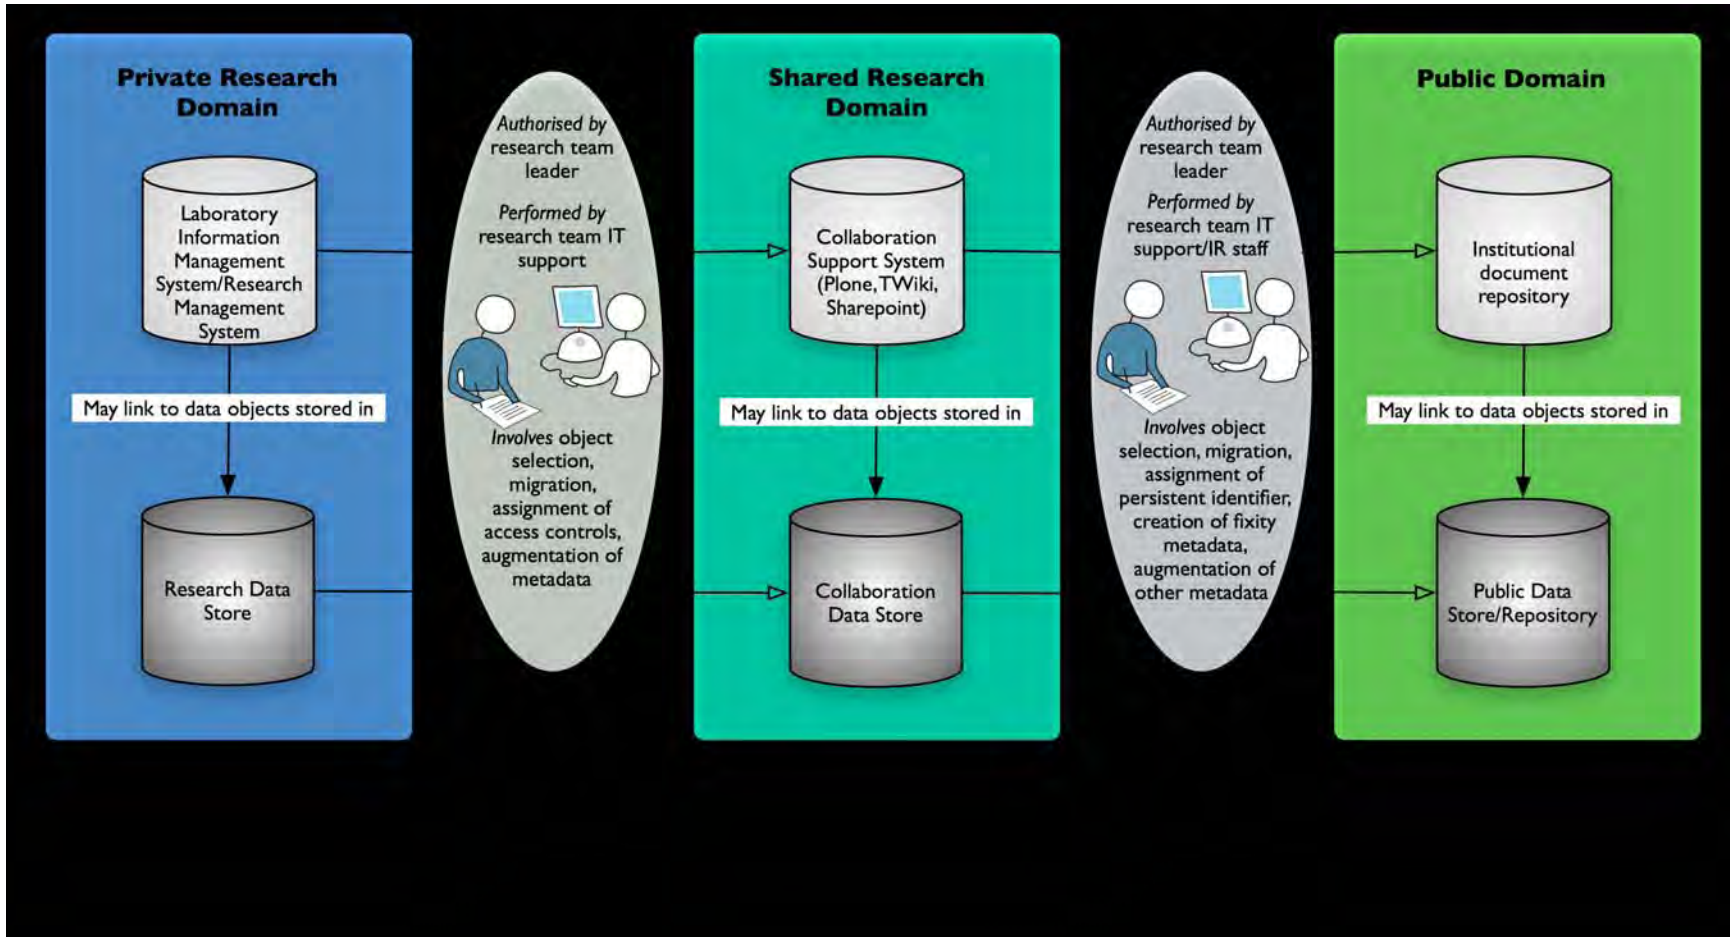 Private Research
Domain
Laboratory
Information
Management
System/Research
Management
System
May link to data objects stored in
Research Data
Store
Authorised by
research team
leader
Performed by
research team IT
support
Involves object
selection,
migration,
assignment of
access controls,
augmentation of
metadata
Shared Research
Domain
Collaboration
Support System
(Plone, TWiki,
Sharepoint)
May link to data objects stored in
Collaboration
Data Store
Authorised by
research team
leader
Performed by
research team IT
support/IR staff
Involves object
selection, migration,
assignment of
persistent identifier,
creation of fixity
metadata,
augmentation of
other metadata
Public Domain
Institutional
document
repository
May link to data objects stored in
Public Data
Store/Repository